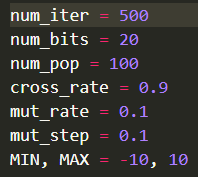 num_iter = 500
num_bits = 20
num_pop = 100
cross_rate = 0.9
mut_rate = 0.1
mut_step = 0.1
MIN, MAX = -10, 10